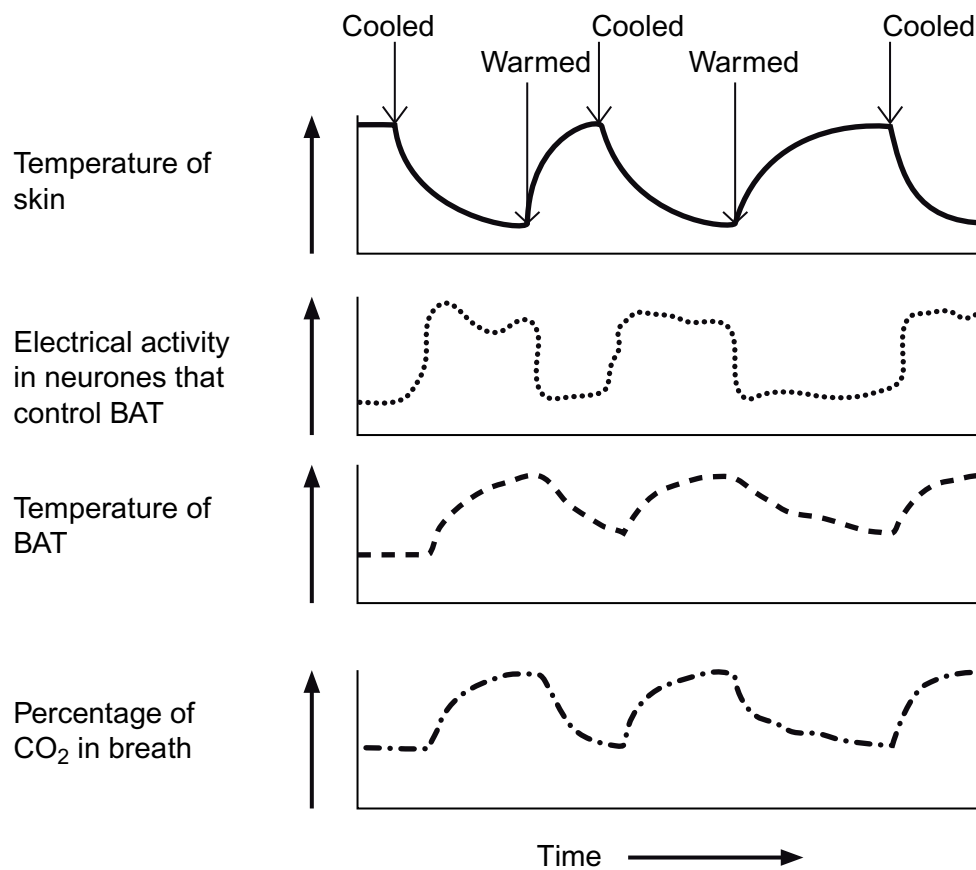 Cooled
Cooled
Cooled
Warmed
Warmed
Temperature of
skin
Electrical activity
in neurones that
control BAT
Temperature of
BAT
Percentage of
CO₂ in breath
Time